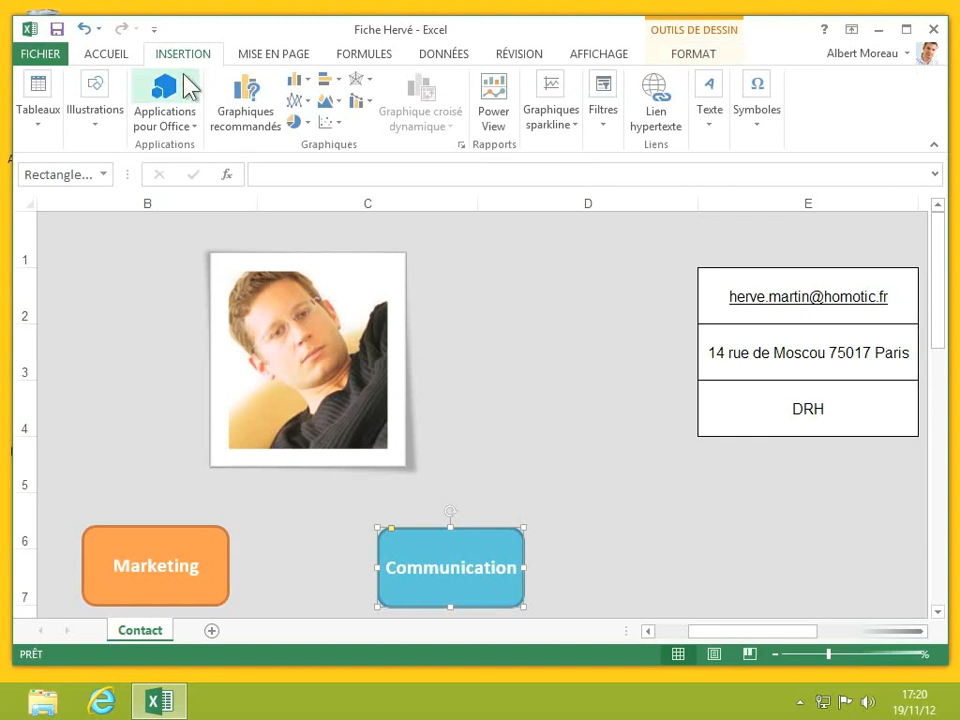 Fiche Hervé - Excel
OUTILS DE DESSIN
?
FICHIER ACCUEIL INSERTION MISE EN PAGE FORMULES DONNÉES RÉVISION AFFICHAGE FORMAT Albert Moreau
Tableaux Illustrations Applications pour Office Graphiques recommandés Graphique croisé dynamique Power View Graphiques sparkline Filtres Lien hypertexte Texte Symboles
Applications Graphiques Rapports Liens
Rectangle... fx
B C D E
1
herve.martin@homotic.fr
2
14 rue de Moscou 75017 Paris
3
DRH
4
5
6
Marketing Communication
7
Contact
PRÊT %
17:20
19/11/12